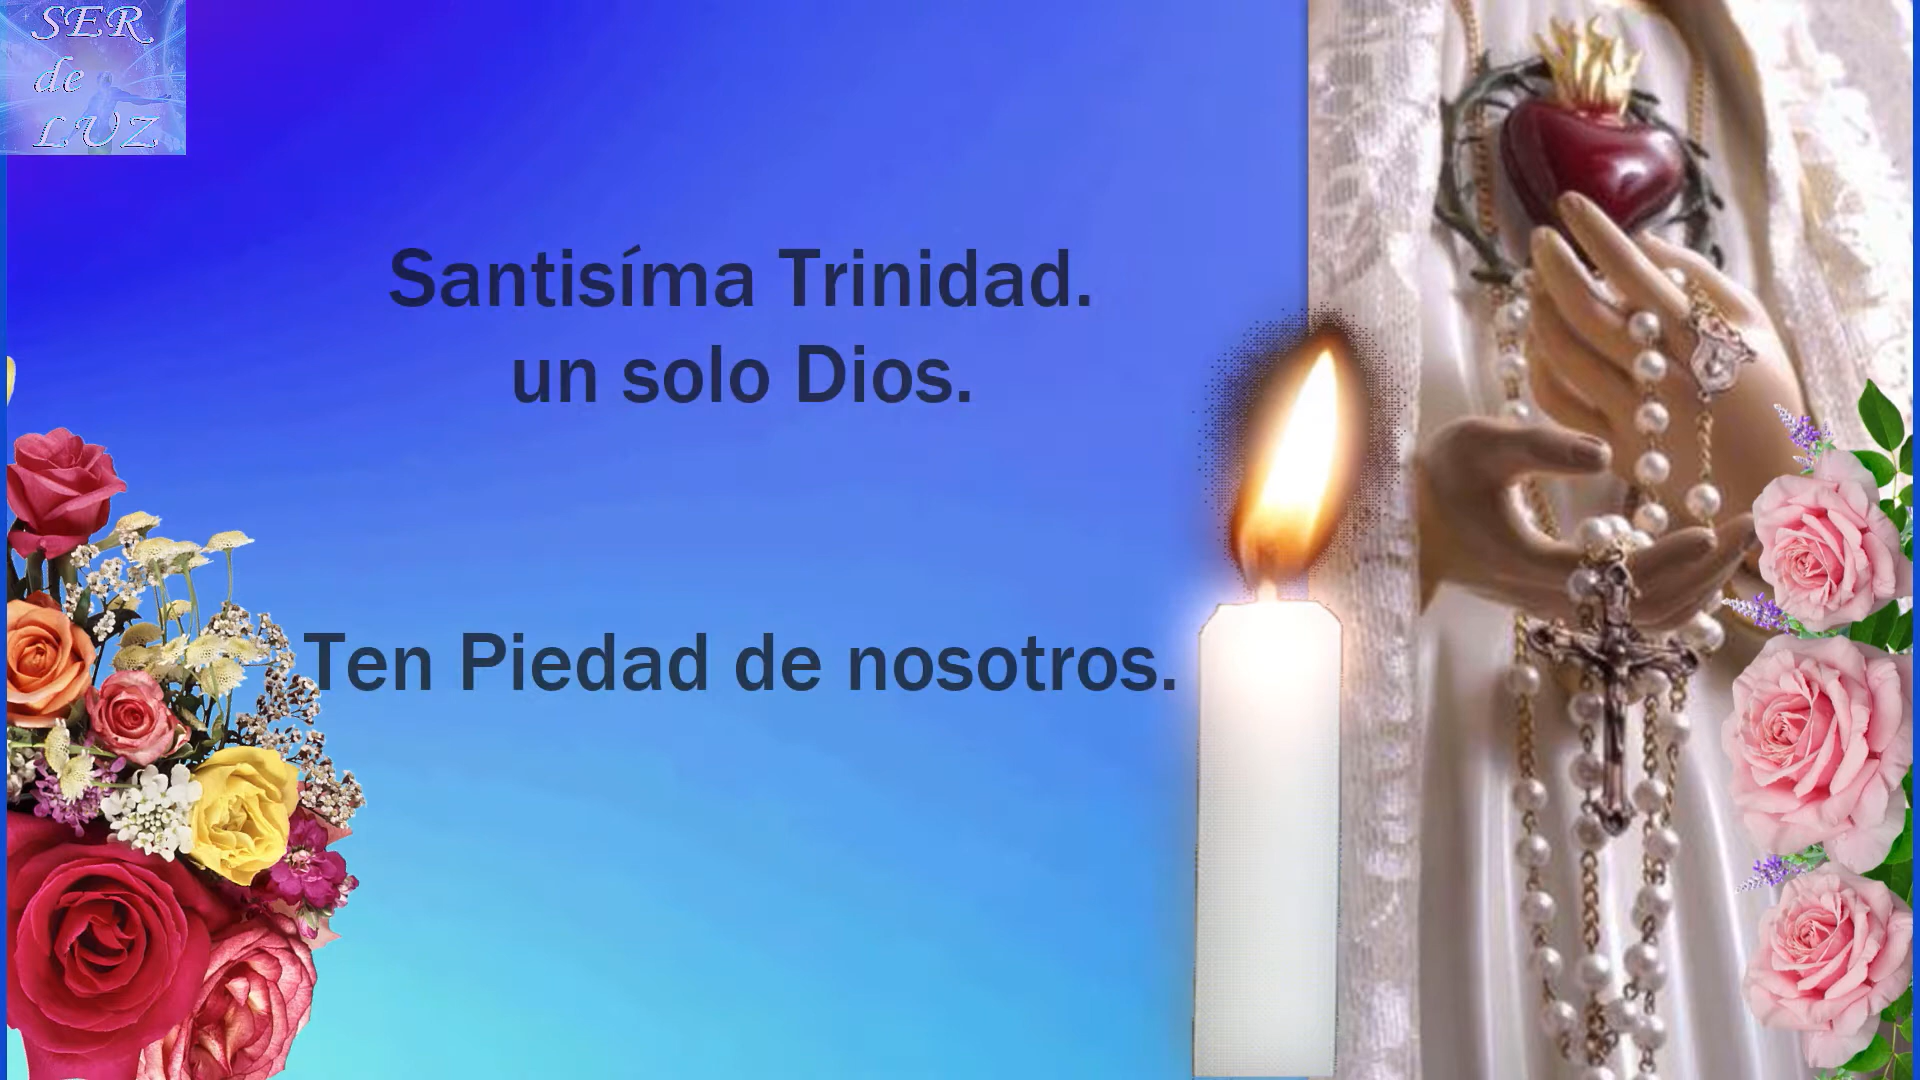 SER
de
LUZ
Santisíma Trinidad.
un solo Dios.
Ten Piedad de nosotros.